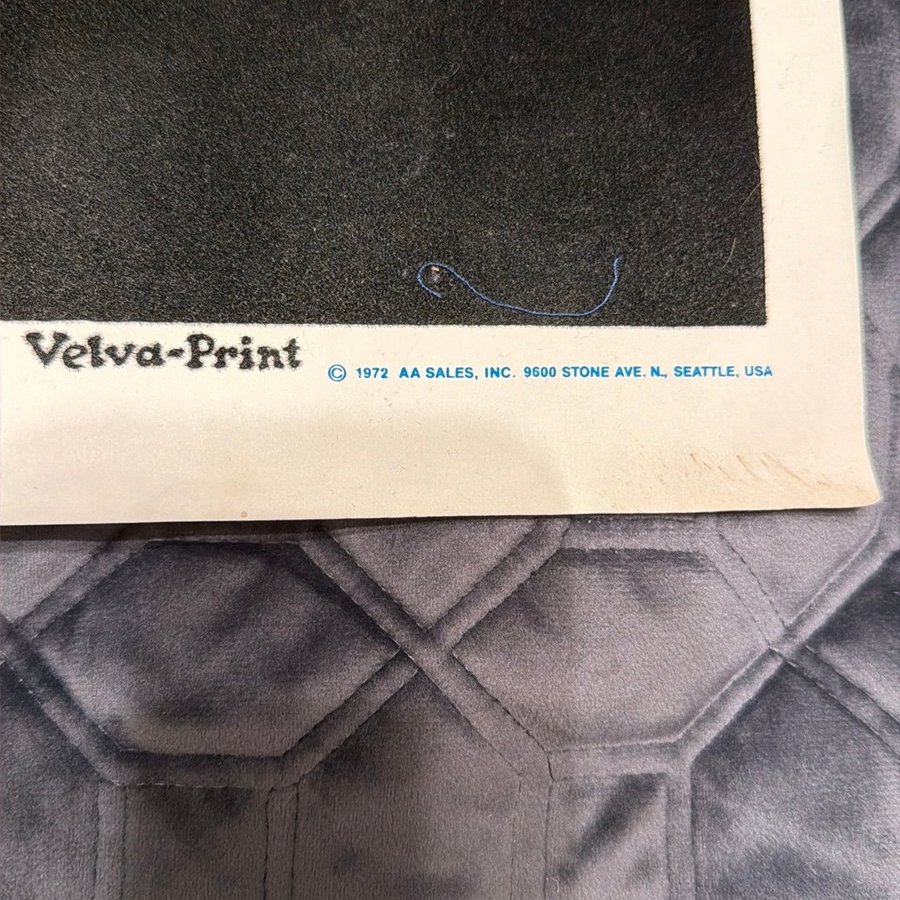 Velva-Print
© 1972 AA SALES, INC. 9600 STONE AVE. N., SEATTLE, USA